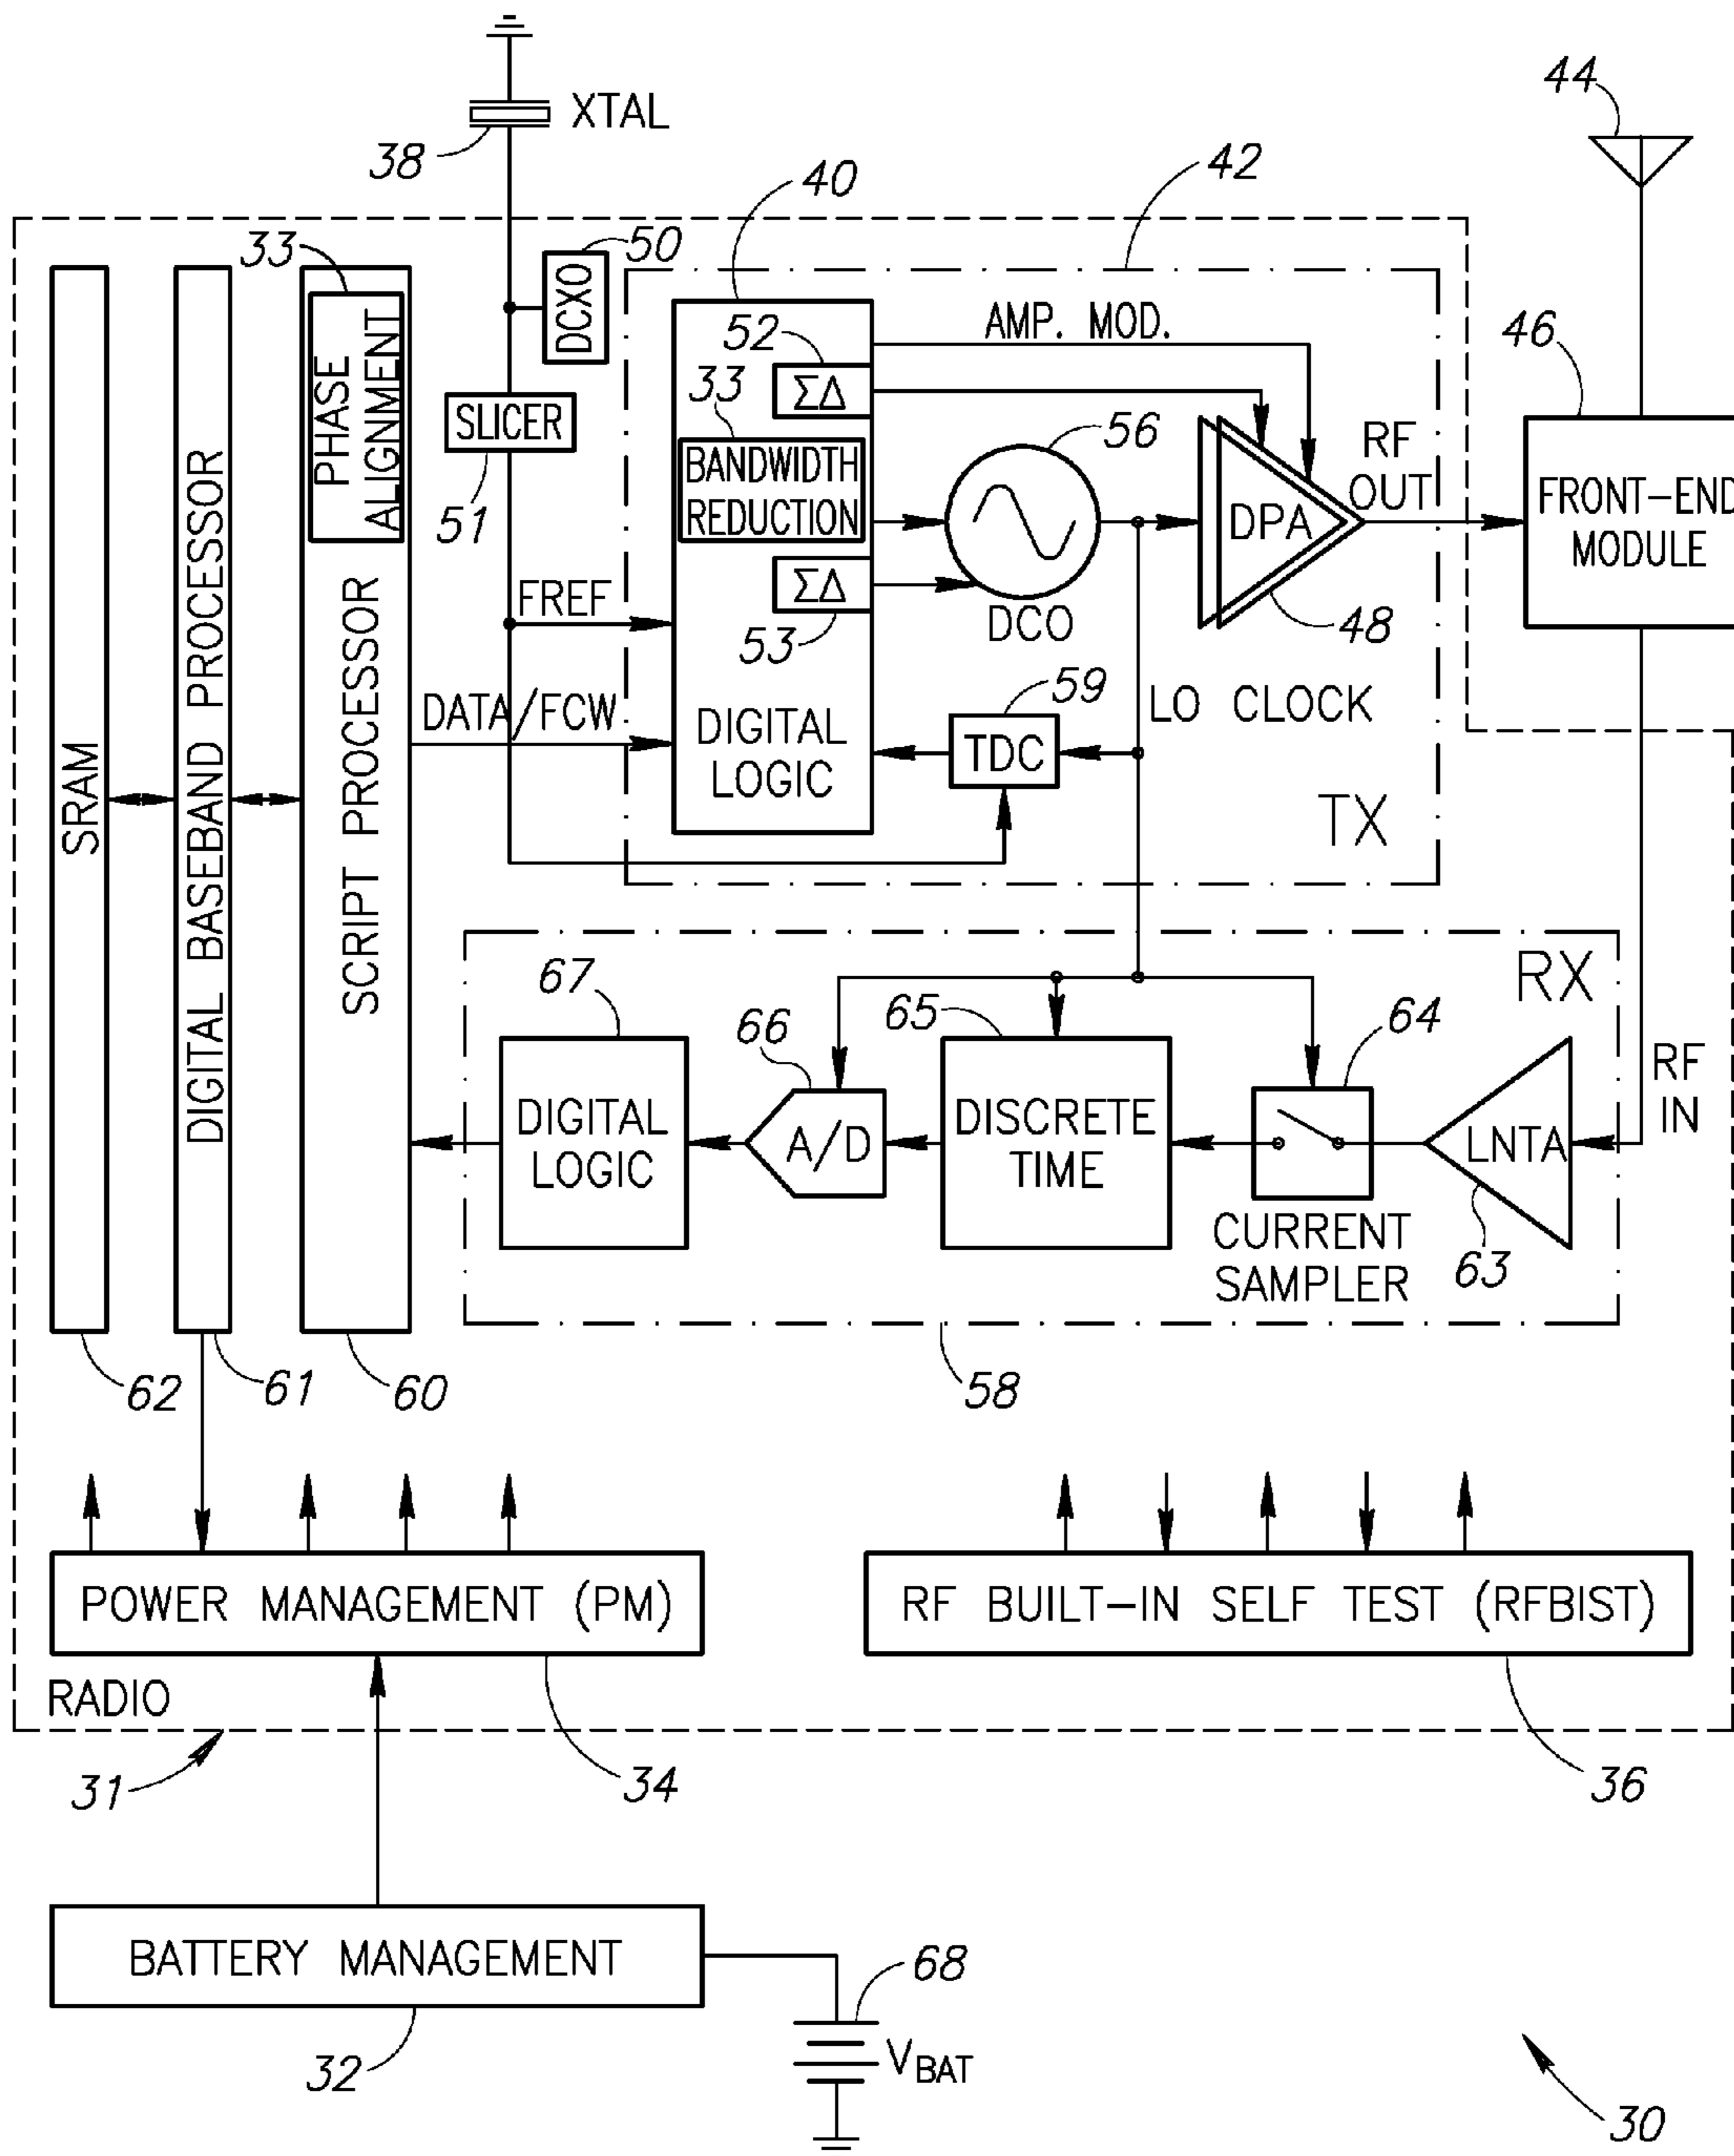 XTAL
38
44
40
42
33
50
DCXO
46
AMP. MOD.
52
ΣΔ
33
PHASE
ALIGNMENT
SLICER
51
BANDWIDTH
REDUCTION
56
DCO
DPA
48
RF
OUT
FRONT-END
MODULE
ΣΔ
53
FREF
DATA/FCW
DIGITAL
LOGIC
59
TDC
LO CLOCK
TX
SRAM
DIGITAL BASEBAND PROCESSOR
SCRIPT PROCESSOR
RX
67
66
65
64
RF
IN
DIGITAL
LOGIC
A/D
DISCRETE
TIME
LNTA
CURRENT
SAMPLER
63
62
61
60
58
POWER MANAGEMENT (PM)
RF BUILT-IN SELF TEST (RFBIST)
RADIO
31
34
36
BATTERY MANAGEMENT
68
VBAT
32
30